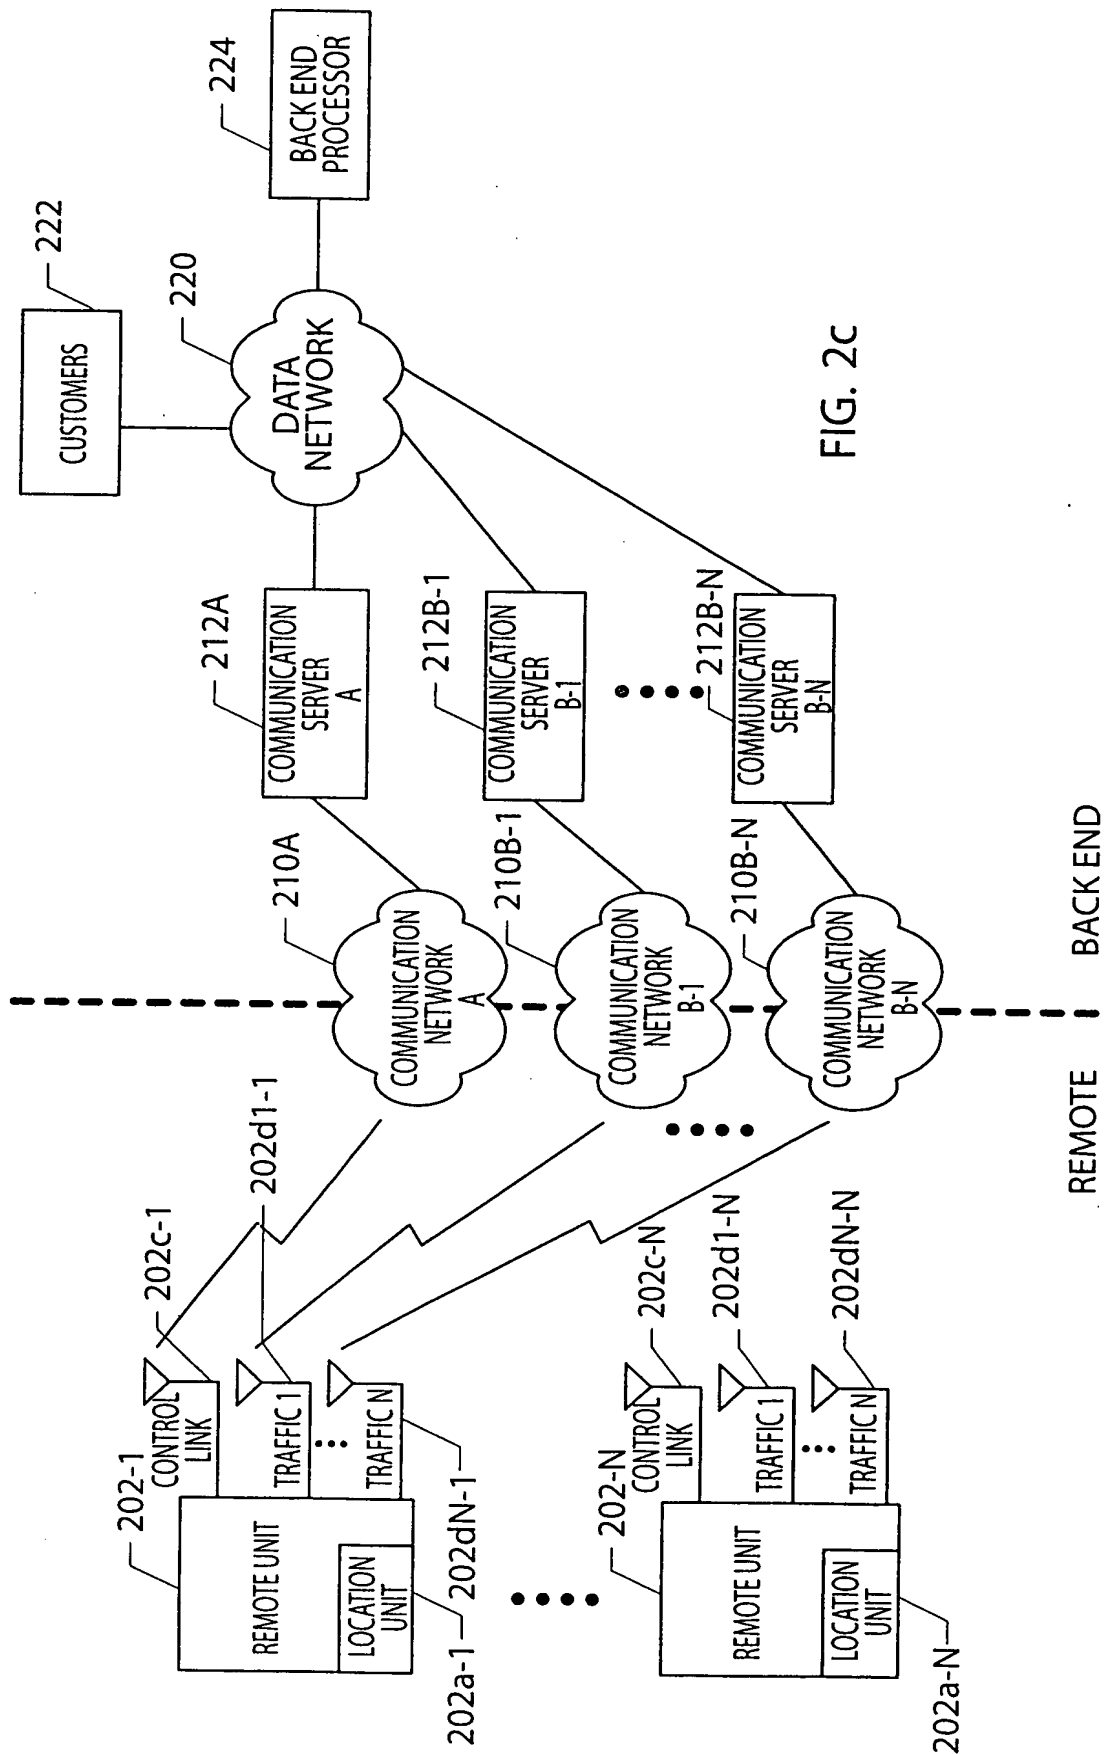 202-1
CONTROL
LINK
202c-1
202d1-1
REMOTE UNIT
TRAFFIC 1
TRAFFIC N
LOCATION
UNIT
202a-1
202dN-1
202-N
CONTROL
LINK
202c-N
202d1-N
202dN-N
REMOTE UNIT
TRAFFIC 1
TRAFFIC N
LOCATION
UNIT
202a-N
210A
COMMUNICATION
NETWORK
A
210B-1
COMMUNICATION
NETWORK
B-1
210B-N
COMMUNICATION
NETWORK
B-N
212A
COMMUNICATION
SERVER
A
212B-1
COMMUNICATION
SERVER
B-1
212B-N
COMMUNICATION
SERVER
B-N
CUSTOMERS
222
DATA
NETWORK
220
BACK END
PROCESSOR
224
REMOTE
BACK END
FIG. 2c